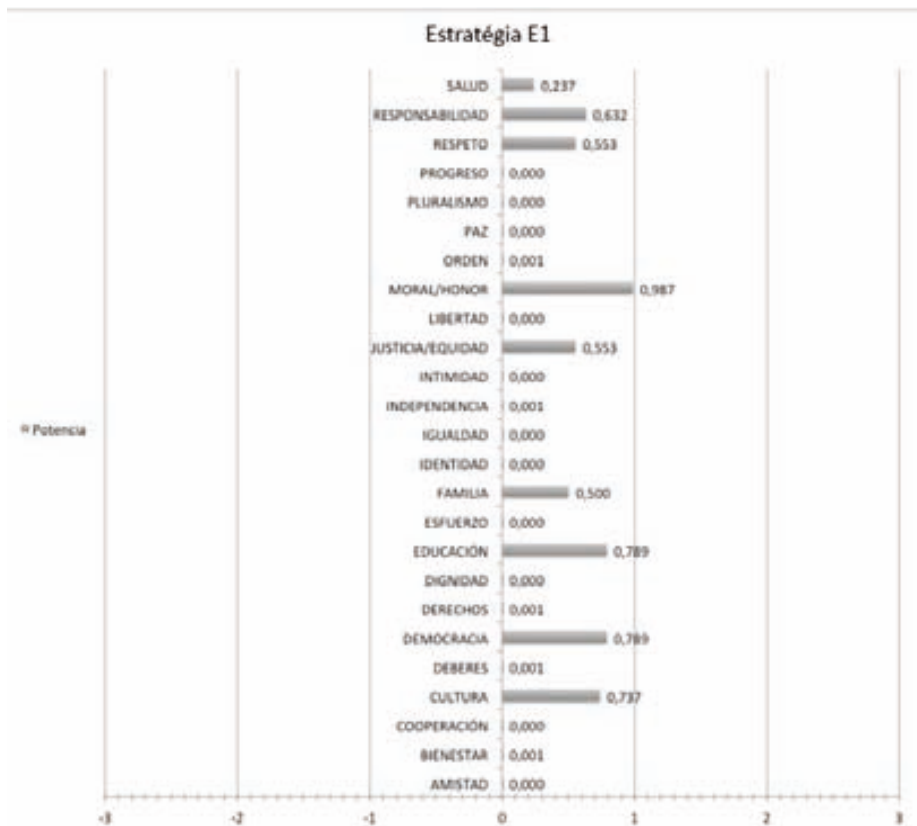 Estratégia E1
SALUD 0,237
RESPONSABILIDAD 0,632
RESPETO 0,553
PROGRESO 0,000
PLURALISMO 0,000
PAZ 0,000
ORDEN 0,001
MORAL/HONOR 0,987
LIBERTAD 0,000
JUSTICIA/EQUIDAD 0,553
INTIMIDAD 0,000
INDEPENDENCIA 0,001
Potencia
IGUALDAD 0,000
IDENTIDAD 0,000
FAMILIA 0,500
ESFUERZO 0,000
EDUCACIÓN 0,789
DIGNIDAD 0,000
DERECHOS 0,001
DEMOCRACIA 0,789
DEBERES 0,001
CULTURA 0,737
COOPERACIÓN 0,000
BIENESTAR 0,001
AMISTAD 0,000
-3 -2 -1 0 1 2 3